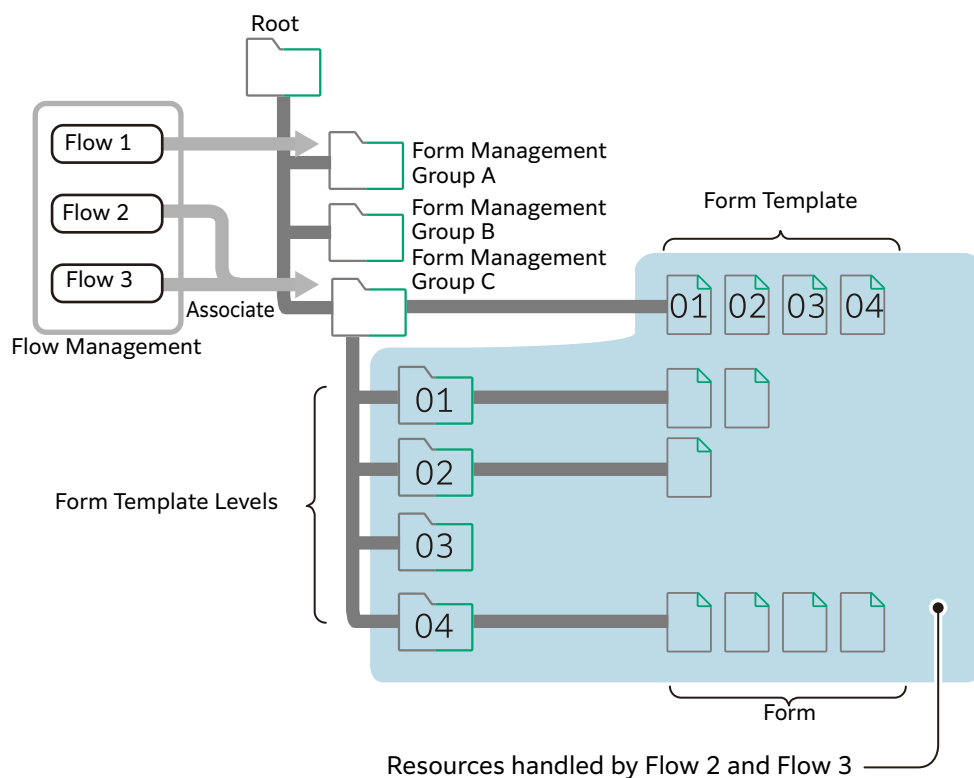 Root
Flow 1
Flow 2
Flow 3
Flow Management
Associate
Form Management
Group A
Form Management
Group B
Form Management
Group C
Form Template
01 02 03 04
01
02
03
04
Form Template Levels
Form
Resources handled by Flow 2 and Flow 3